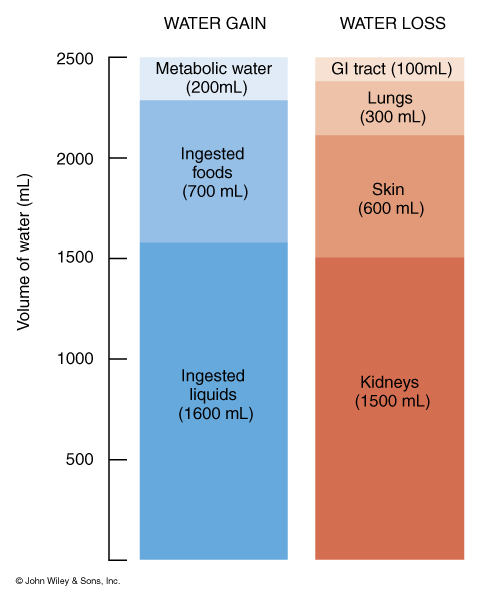 WATER GAIN
WATER LOSS
2500
2000
1500
1000
500
Volume of water (mL)
Metabolic water
(200mL)
Ingested
foods
(700 mL)
Ingested
liquids
(1600 mL)
GI tract (100mL)
Lungs
(300 mL)
Skin
(600 mL)
Kidneys
(1500 mL)
© John Wiley & Sons, Inc.